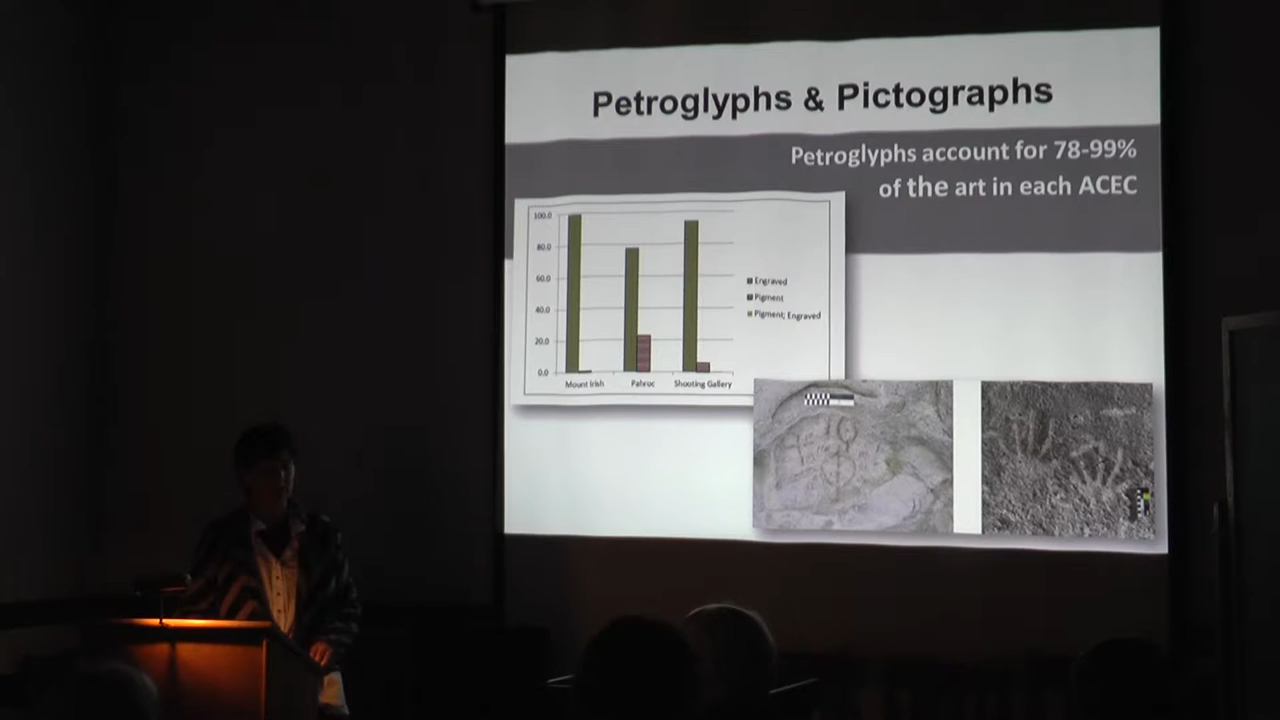 Petroglyphs & Pictographs
Petroglyphs account for 78-99%
of the art in each ACEC
100.0
80.0
60.0
40.0
20.0
0.0
Mount Irish
Pahroc
Shooting Gallery
Engraved
Pigment
Pigment; Engraved